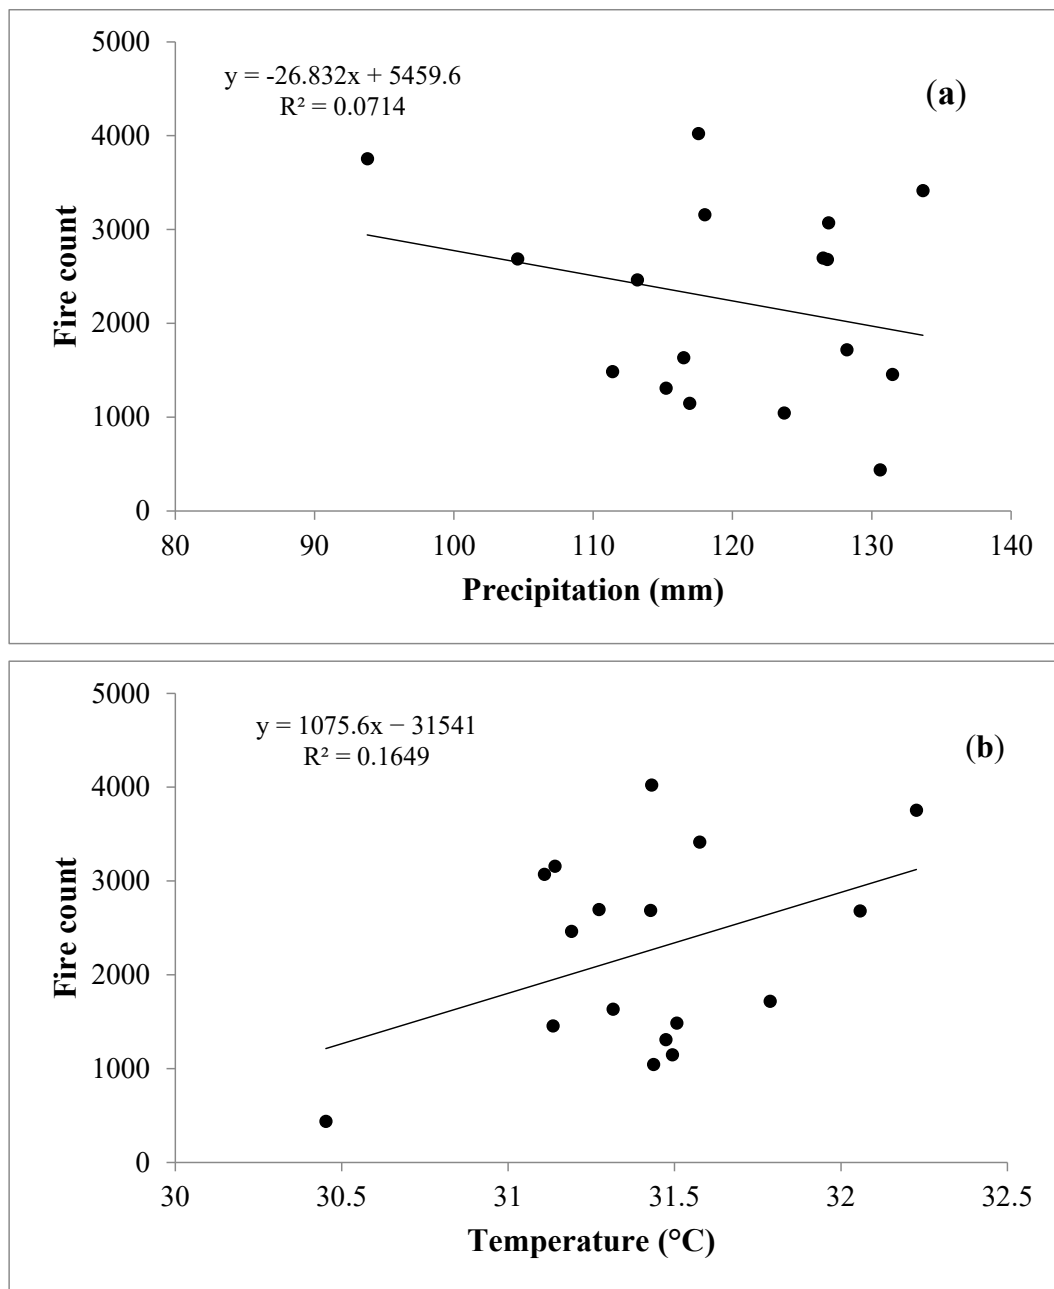 5000
y = -26.832x + 5459.6
R² = 0.0714
(a)
4000
3000
2000
1000
0
Fire count
80 90 100 110 120 130 140
Precipitation (mm)
5000
y = 1075.6x − 31541
R² = 0.1649
(b)
4000
3000
2000
1000
0
Fire count
30 30.5 31 31.5 32 32.5
Temperature (°C)